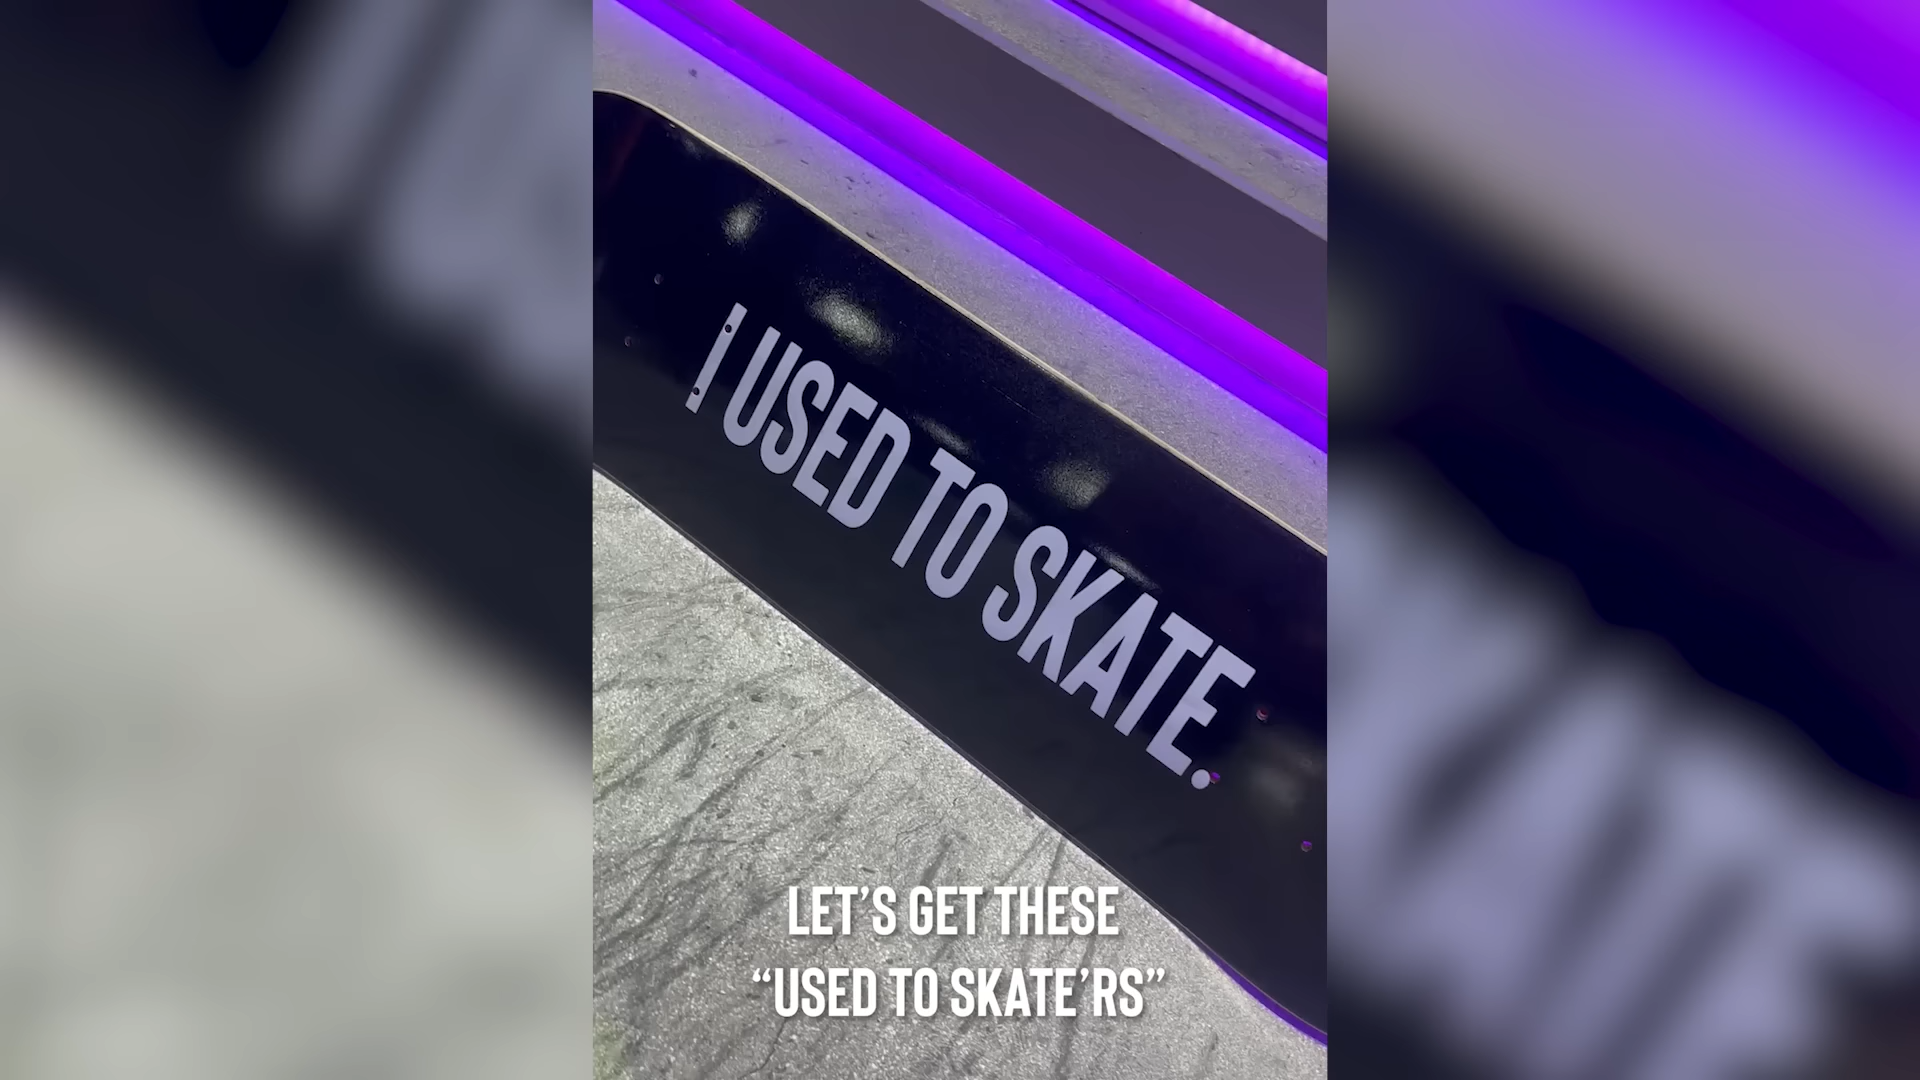 I USED TO SKATE.
LET'S GET THESE
“USED TO SKATE'RS”